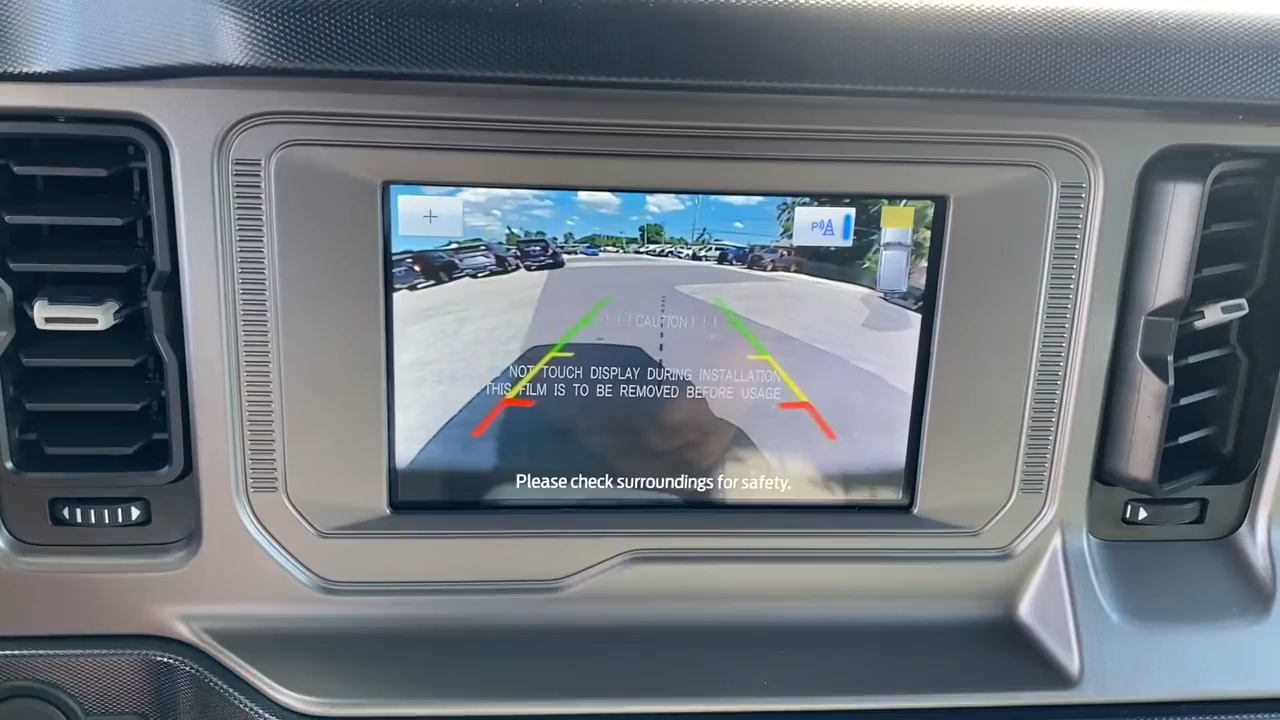 +
P
! ! ! CAUTION ! ! !
NOT TOUCH DISPLAY DURING INSTALLATION
THIS FILM IS TO BE REMOVED BEFORE USAGE
Please check surroundings for safety.